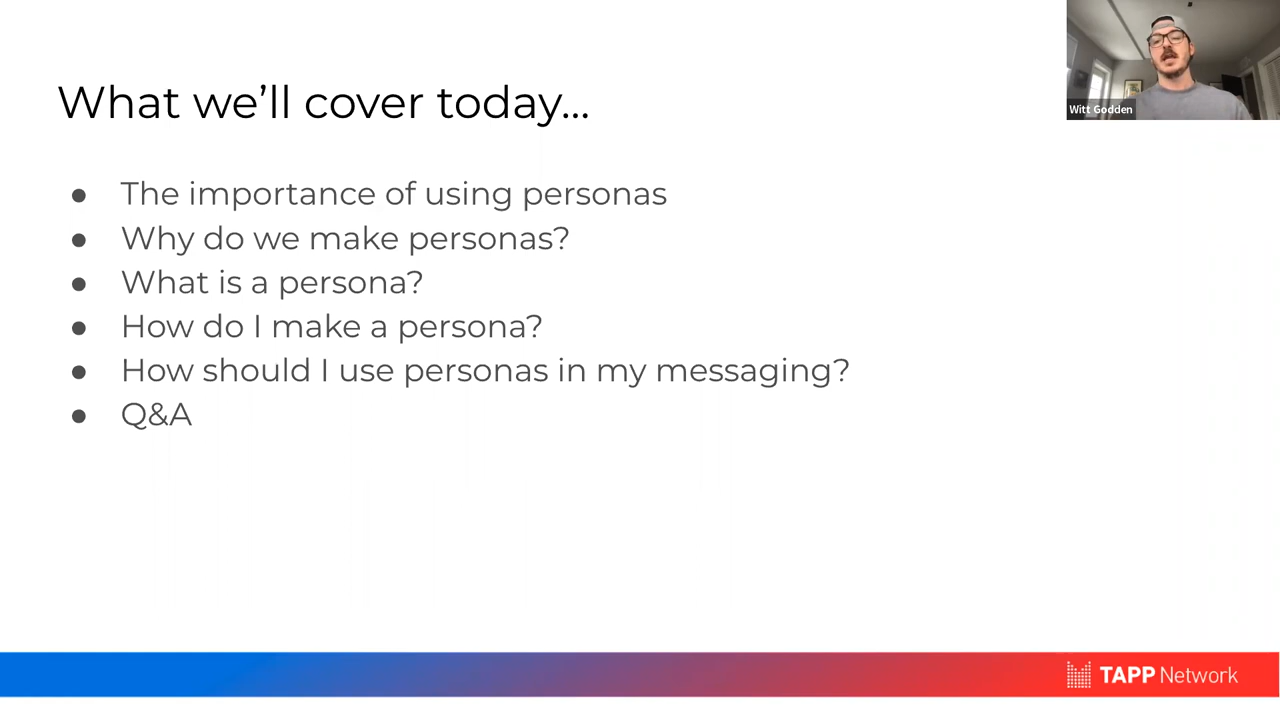 What we’ll cover today...
Witt Godden
● The importance of using personas
● Why do we make personas?
● What is a persona?
● How do I make a persona?
● How should I use personas in my messaging?
● Q&A
TAPP Network